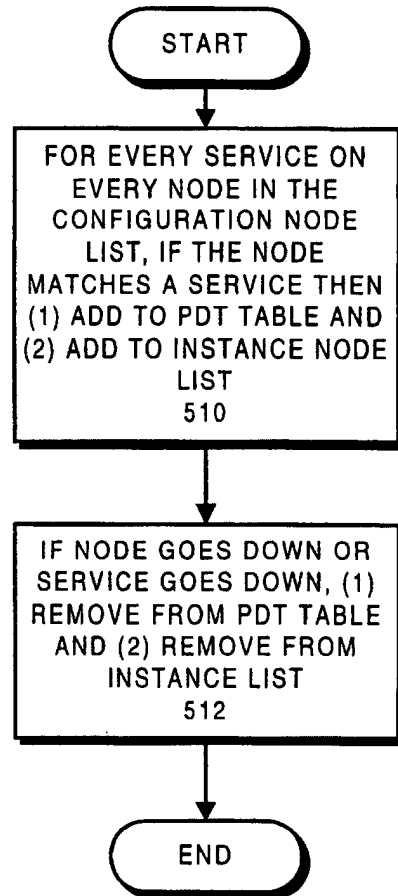 START
FOR EVERY SERVICE ON
EVERY NODE IN THE
CONFIGURATION NODE
LIST, IF THE NODE
MATCHES A SERVICE THEN
(1) ADD TO PDT TABLE AND
(2) ADD TO INSTANCE NODE
LIST
510
IF NODE GOES DOWN OR
SERVICE GOES DOWN, (1)
REMOVE FROM PDT TABLE
AND (2) REMOVE FROM
INSTANCE LIST
512
END